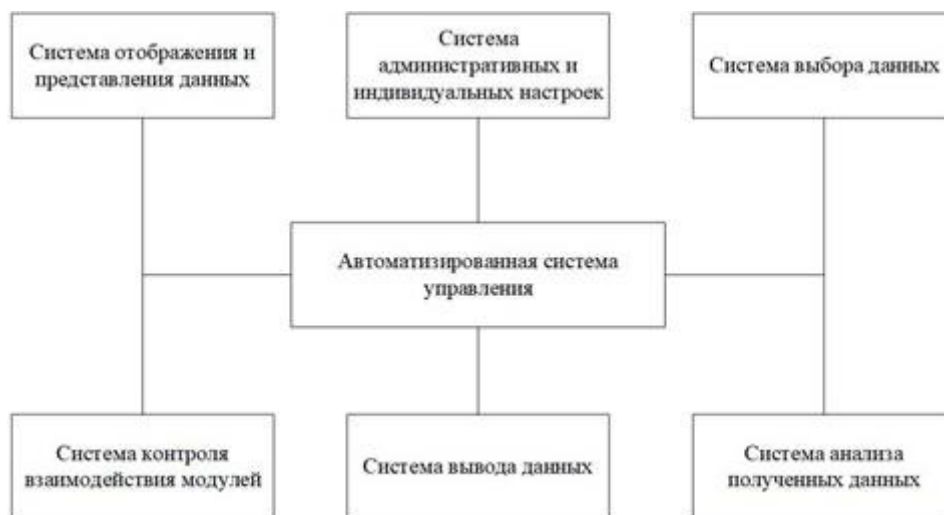 Система отображения и
представления данных
Система
административных и
индивидуальных настроек
Система выбора данных
Автоматизированная система
управления
Система контроля
взаимодействия модулей
Система вывода данных
Система анализа
полученных данных